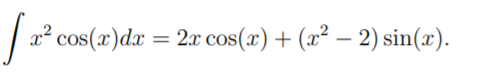 ∫ x² cos(x)dx = 2x cos(x) + (x² − 2) sin(x).